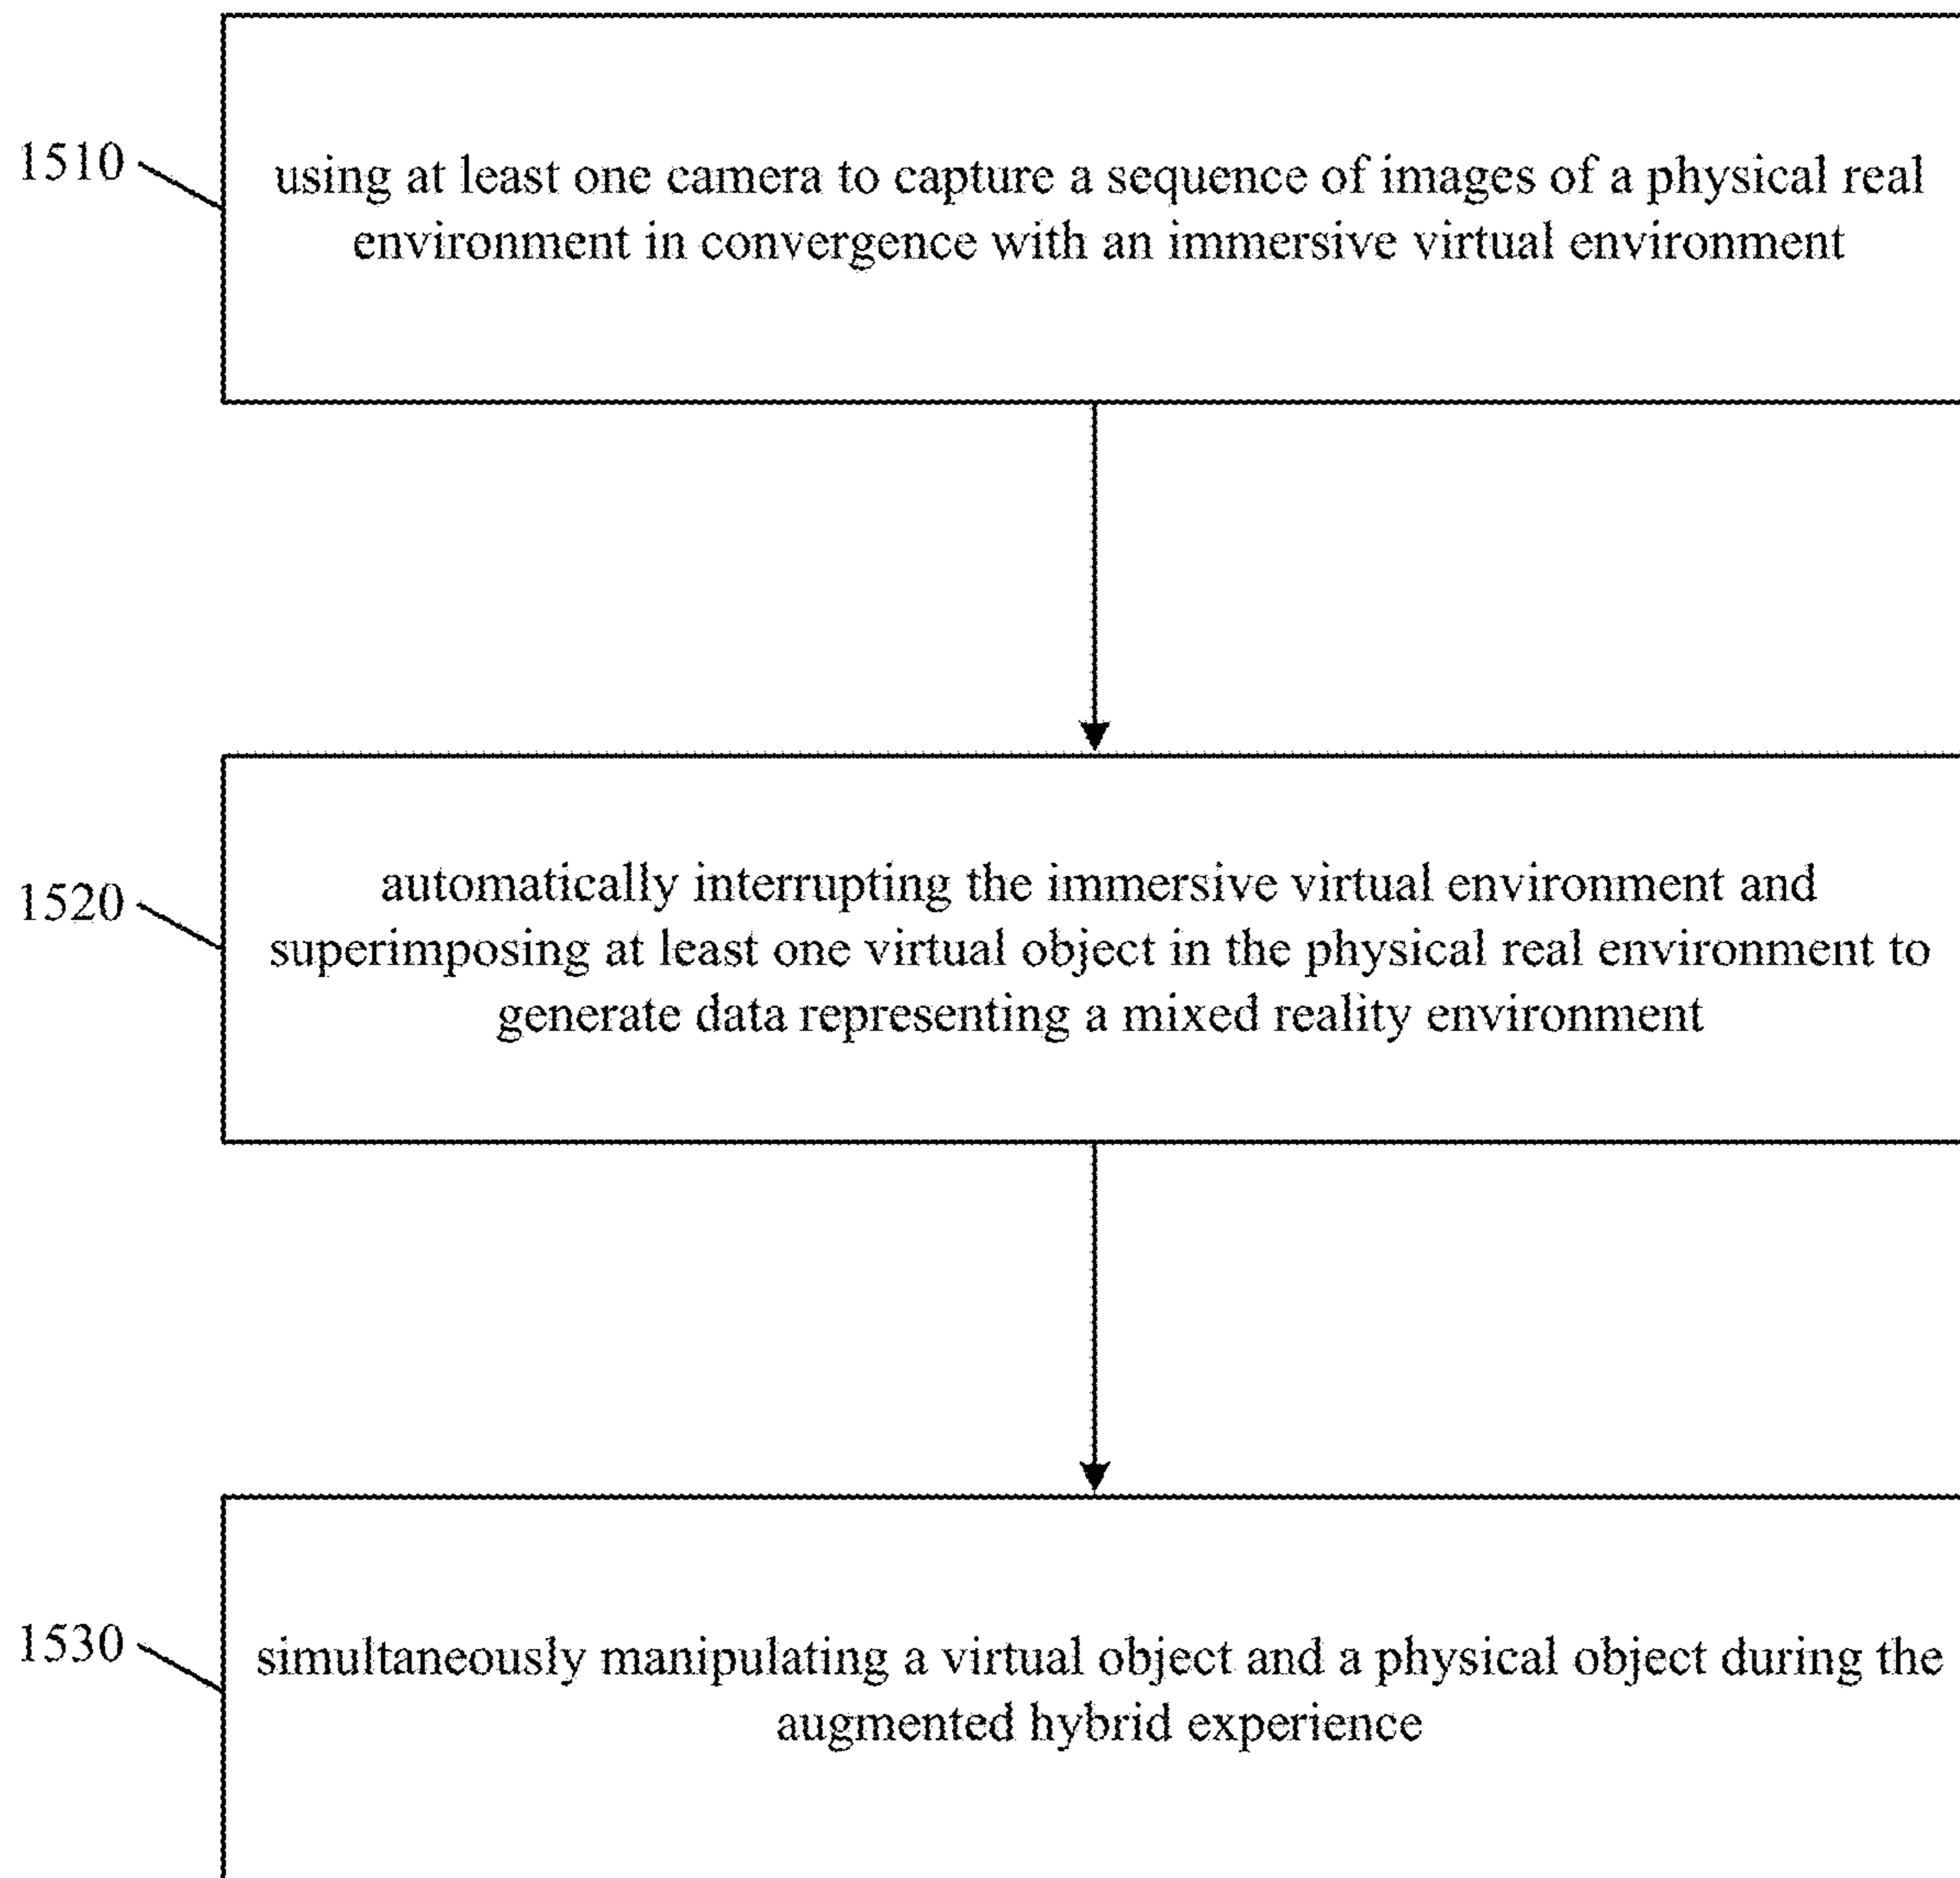 1510
using at least one camera to capture a sequence of images of a physical real
environment in convergence with an immersive virtual environment
1520
automatically interrupting the immersive virtual environment and
superimposing at least one virtual object in the physical real environment to
generate data representing a mixed reality environment
1530
simultaneously manipulating a virtual object and a physical object during the
augmented hybrid experience